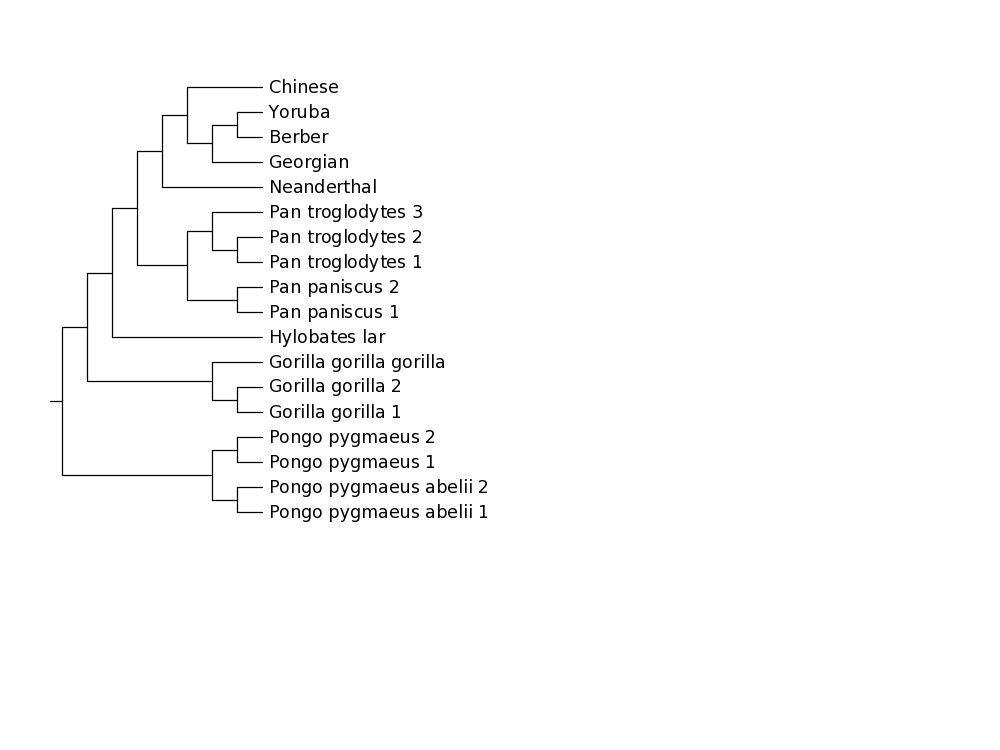 Chinese
Yoruba
Berber
Georgian
Neanderthal
Pan troglodytes 3
Pan troglodytes 2
Pan troglodytes 1
Pan paniscus 2
Pan paniscus 1
Hylobates lar
Gorilla gorilla gorilla
Gorilla gorilla 2
Gorilla gorilla 1
Pongo pygmaeus 2
Pongo pygmaeus 1
Pongo pygmaeus abelii 2
Pongo pygmaeus abelii 1